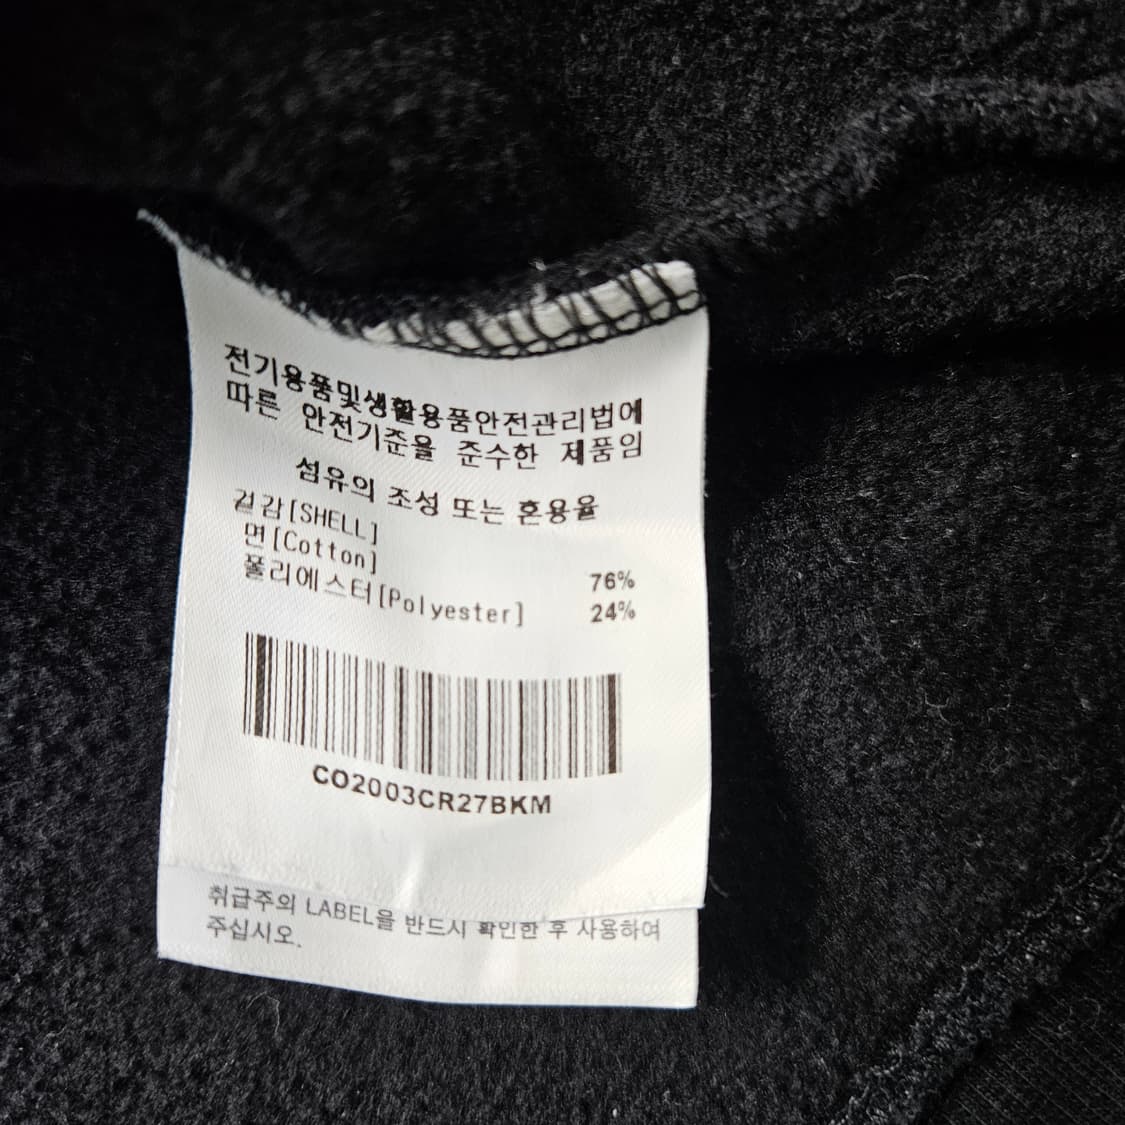 전기용품및생활용품안전관리법에
따른 안전기준을 준수한 제품임
섬유의 조성 또는 혼용율
겉감[SHELL]
면[Cotton] 76%
폴리에스터[Polyester] 24%
CO2003CR27BKM
취급주의 LABEL을 반드시 확인한 후 사용하여
주십시오.